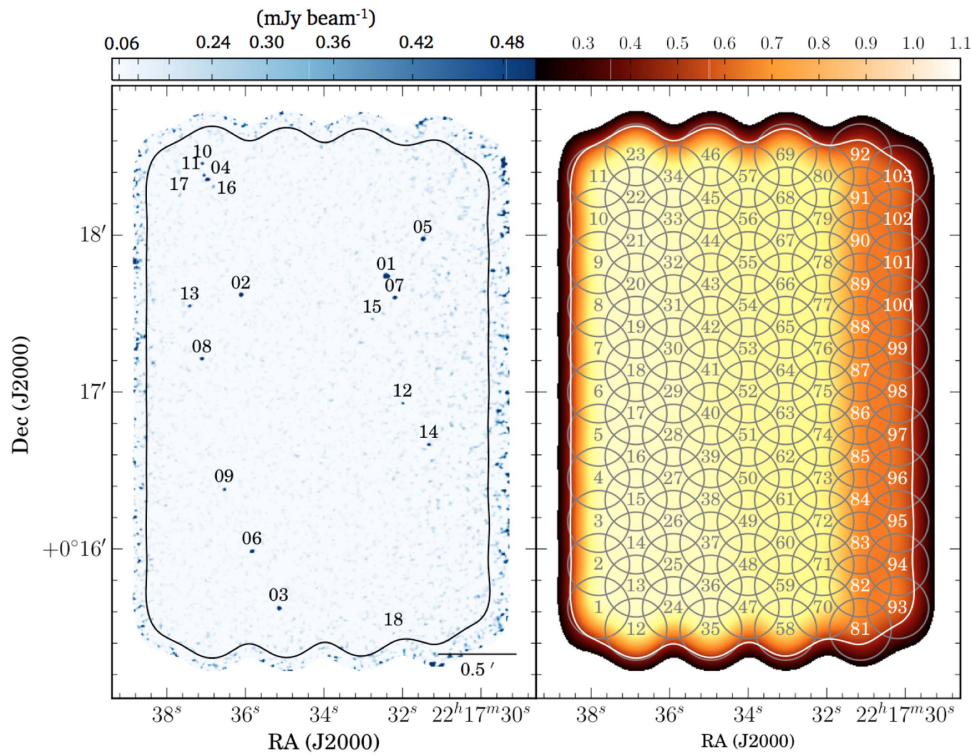 (mJy beam⁻¹)
0.06 0.24 0.30 0.36 0.42 0.48
0.3 0.4 0.5 0.6 0.7 0.8 0.9 1.0 1.1
10
11 04
17 16
05
18′
01
02 07
13 15
08
17′
12
14
09
06
+0°16′
03
18
0.5 ′
38ˢ 36ˢ 34ˢ 32ˢ 22ʰ17ᵐ30ˢ
RA (J2000)
Dec (J2000)
23 46 69 92
11 34 57 80 103
22 45 68 91
10 33 56 79 102
21 44 67 90
9 32 55 78 101
20 43 66 89
8 31 54 77 100
19 42 65 88
7 30 53 76 99
18 41 64 87
6 29 52 75 98
17 40 63 86
5 28 51 74 97
16 39 62 85
4 27 50 73 96
15 38 61 84
3 26 49 72 95
14 37 60 83
2 25 48 71 94
13 36 59 82
1 24 47 70 93
12 35 58 81
38ˢ 36ˢ 34ˢ 32ˢ 22ʰ17ᵐ30ˢ
RA (J2000)